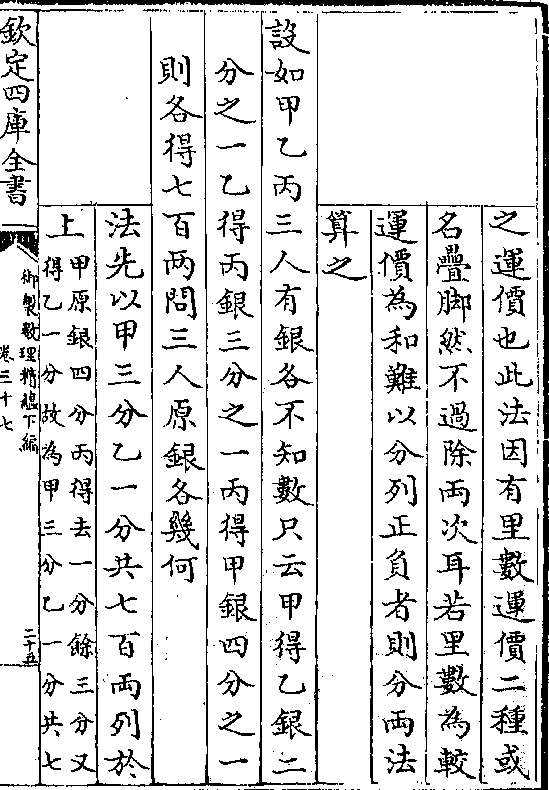 之運價也此法因有里數運價二種或
名疊脚然不過除兩次耳若里數為較
運價為和難以分列正負者則分兩法
算之
設如甲乙丙三人有銀各不知數只云甲得乙銀二
分之一乙得丙銀三分之一丙得甲銀四分之一
則各得七百兩問三人原銀各幾何
法先以甲三分乙一分共七百兩列於
上甲原銀四分丙得去一分餘三分又
得乙一分故為甲三分乙一分共七
欽定四庫全書
御製數理精藴下編
卷三十七
二十五